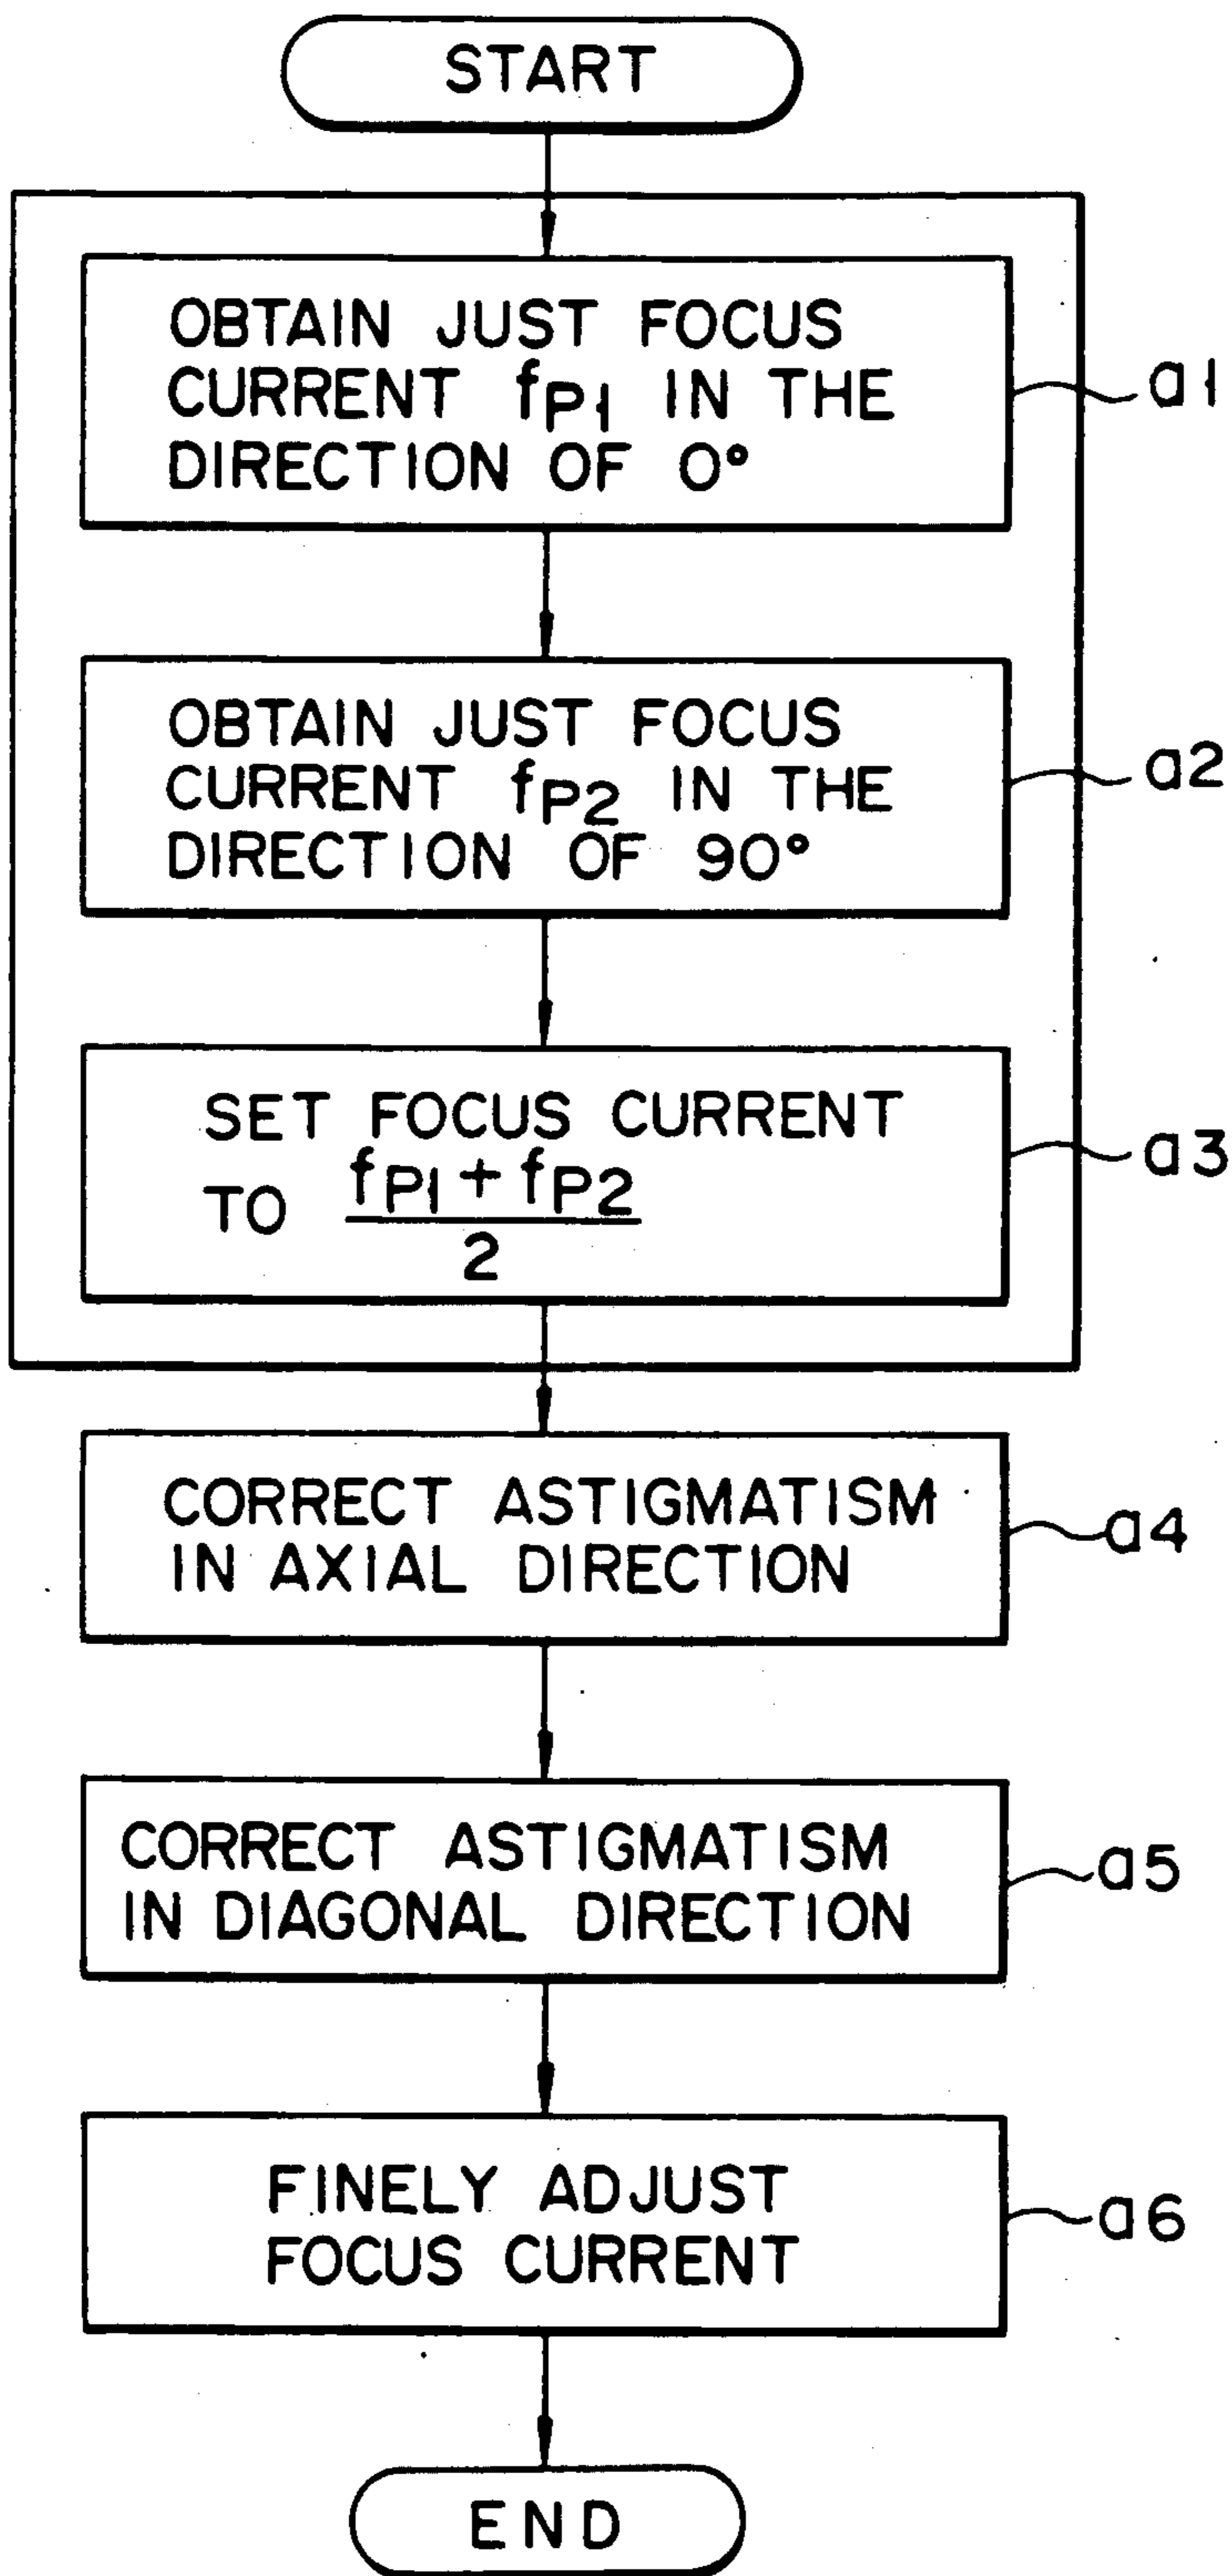 START
OBTAIN JUST FOCUS
CURRENT fP1 IN THE
DIRECTION OF 0°
a1
OBTAIN JUST FOCUS
CURRENT fP2 IN THE
DIRECTION OF 90°
a2
SET FOCUS CURRENT
TO fP1 + fP2
2
a3
CORRECT ASTIGMATISM
IN AXIAL DIRECTION
a4
CORRECT ASTIGMATISM
IN DIAGONAL DIRECTION
a5
FINELY ADJUST
FOCUS CURRENT
a6
END